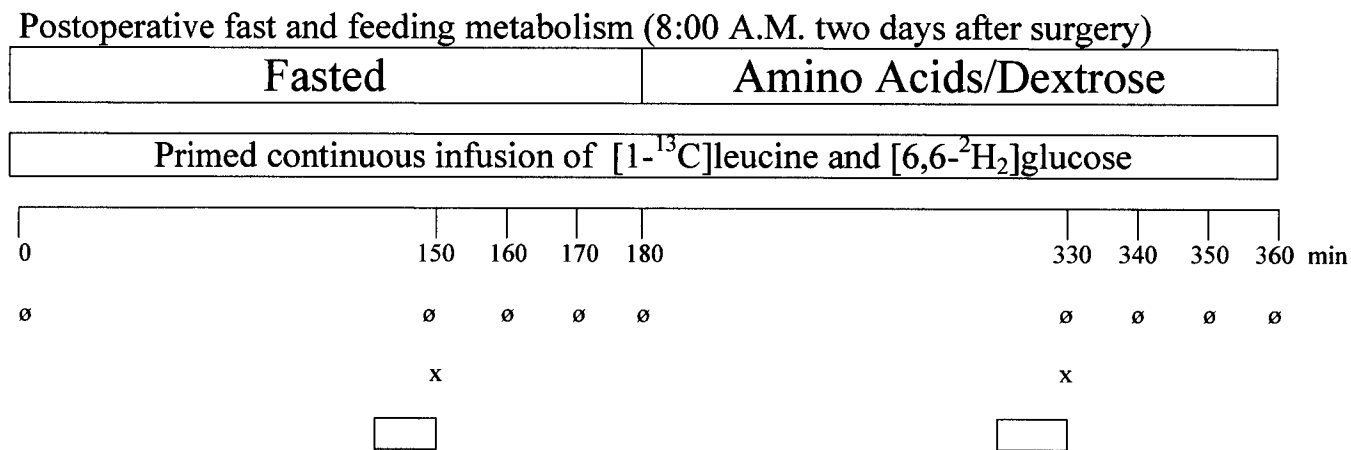 Postoperative fast and feeding metabolism (8:00 A.M. two days after surgery)
Fasted Amino Acids/Dextrose
Primed continuous infusion of [1-¹³C]leucine and [6,6-²H₂]glucose
0 150 160 170 180 330 340 350 360 min
ø ø ø ø ø ø ø ø ø
x x